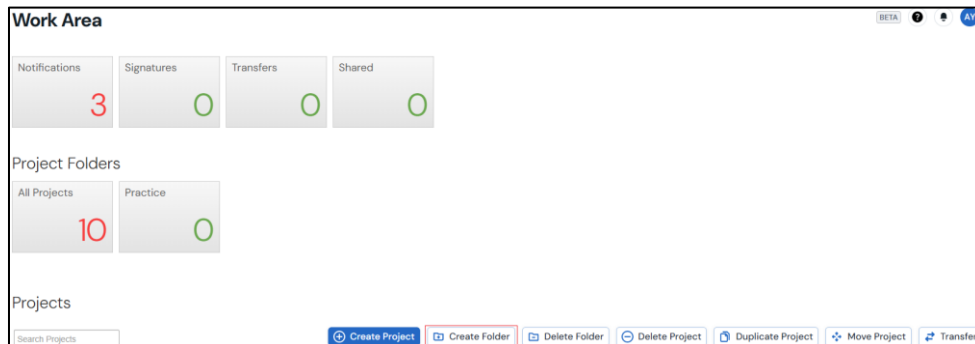 Work Area
BETA ? AY
Notifications Signatures Transfers Shared
3 0 0 0
Project Folders
All Projects Practice
10 0
Projects
Search Projects Create Project Create Folder Delete Folder Delete Project Duplicate Project Move Project Transfer